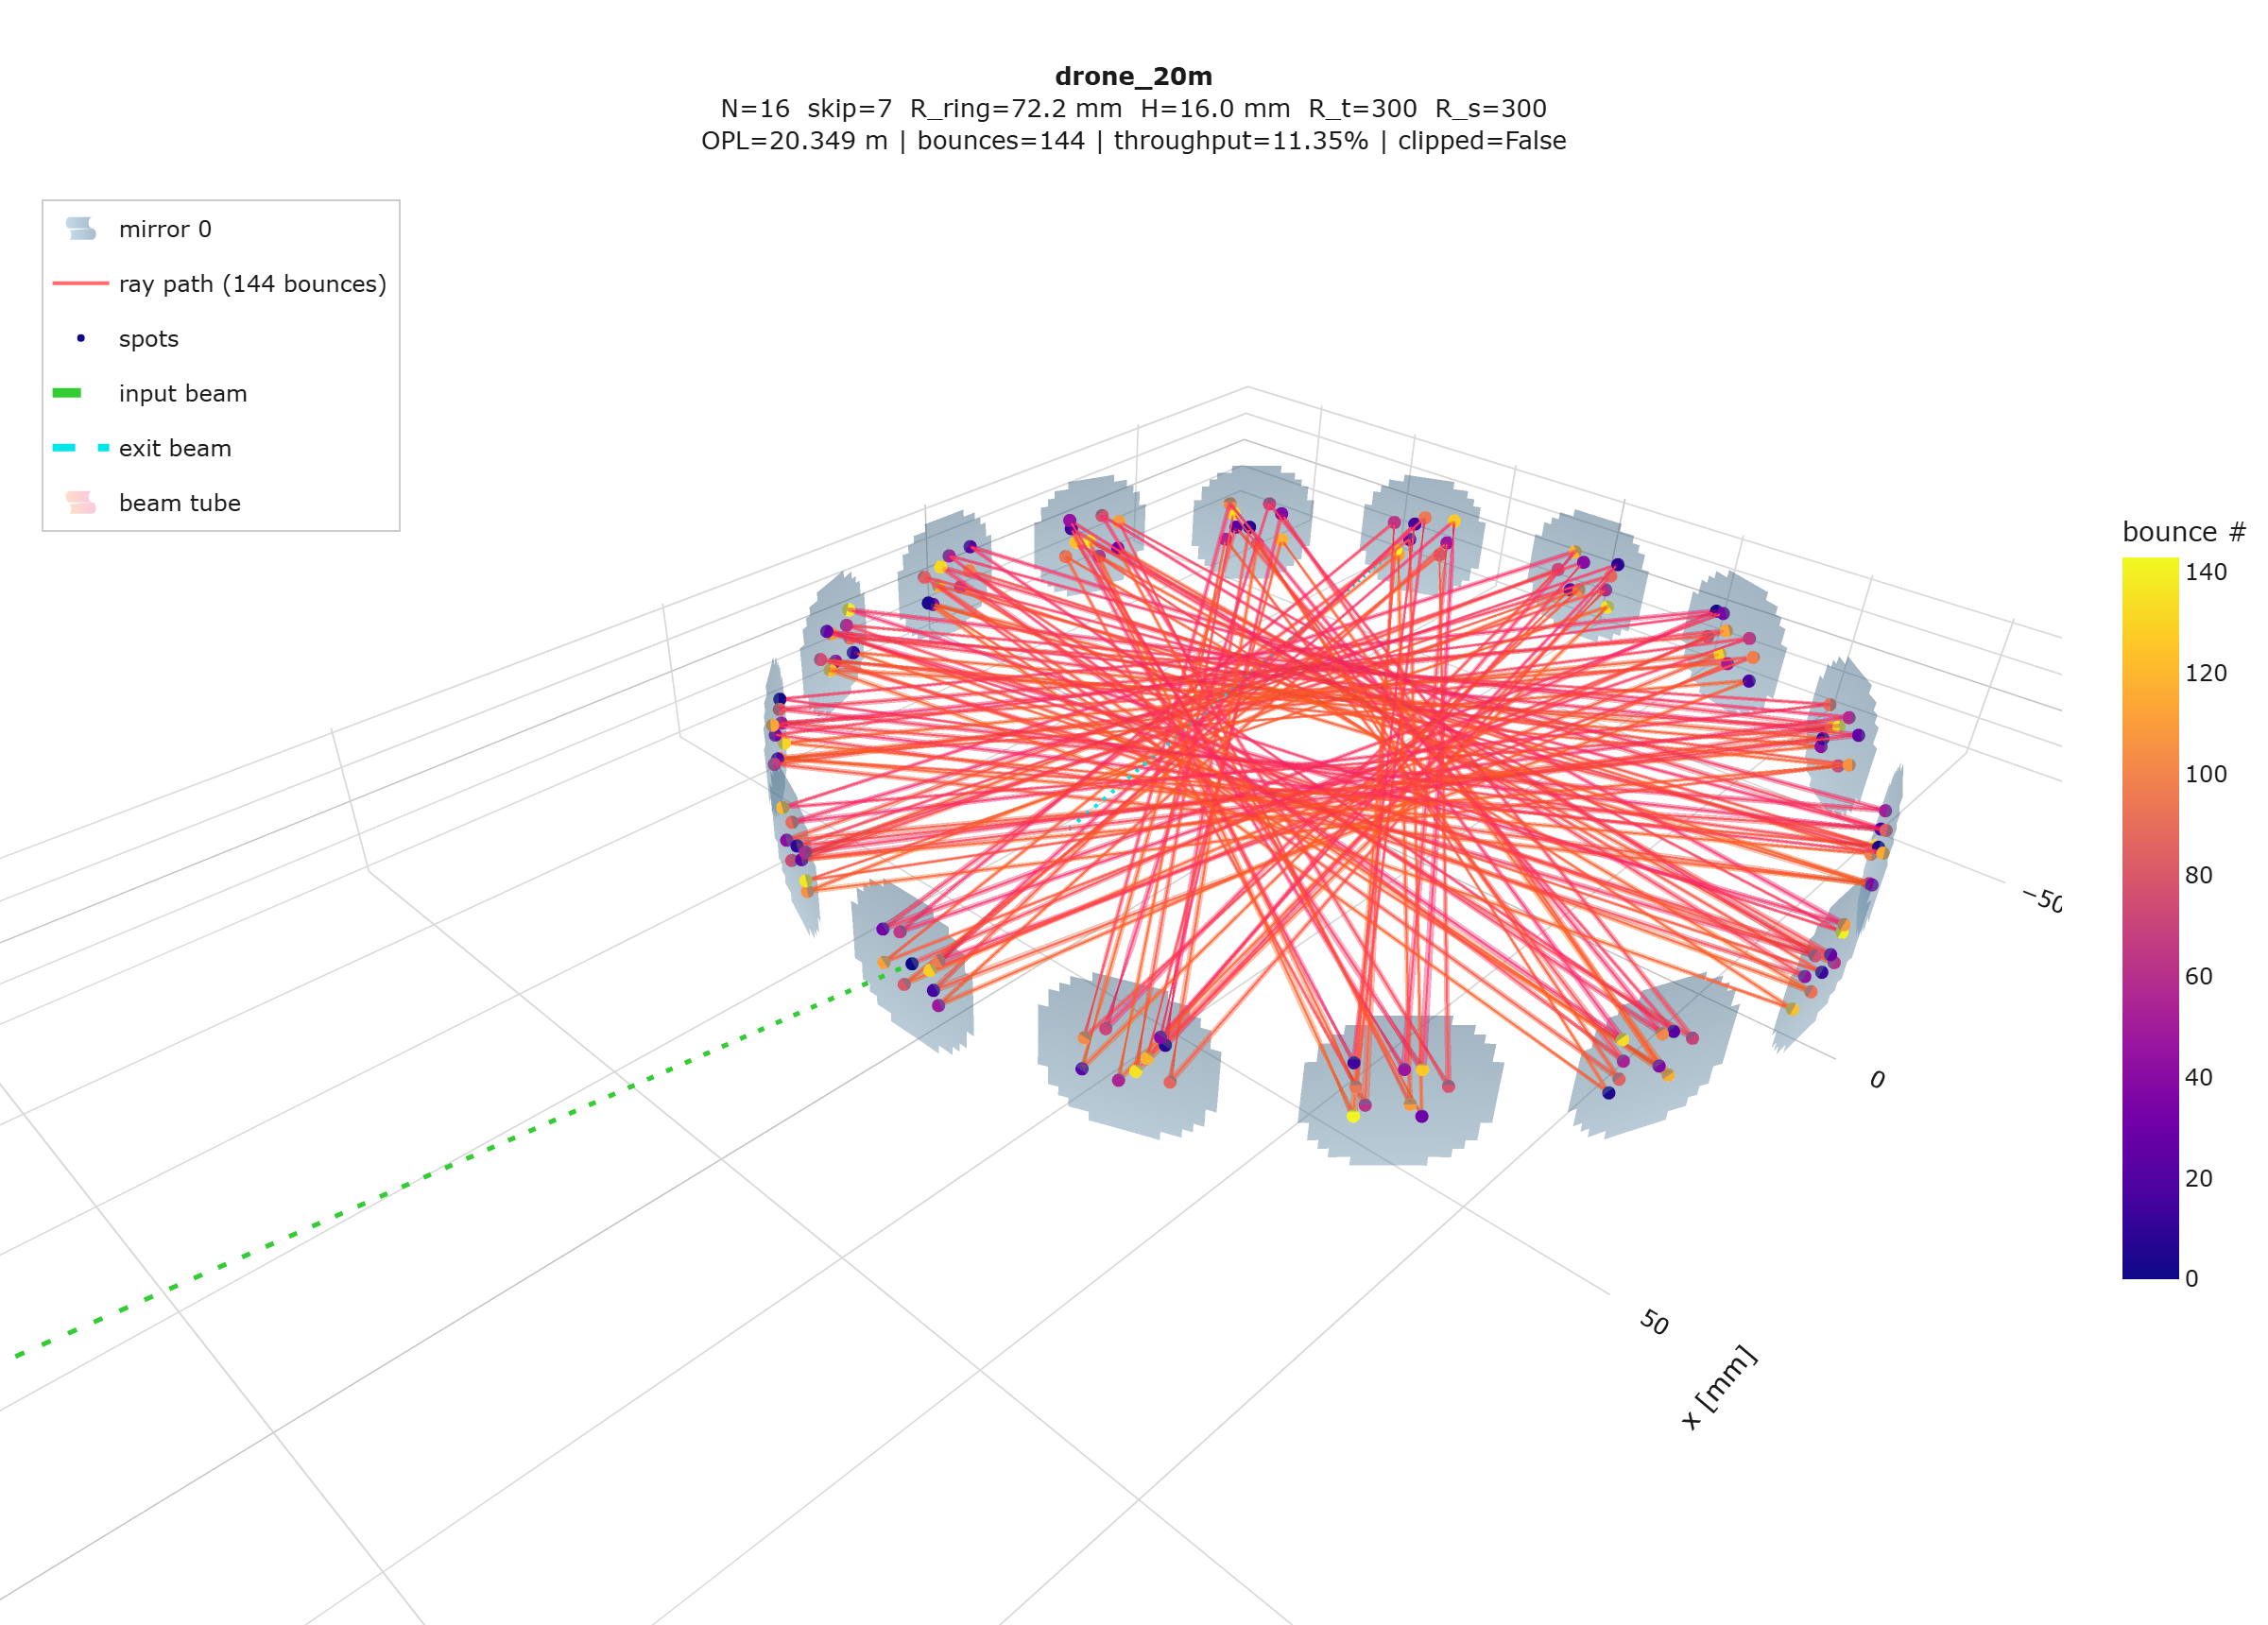 drone_20m
N=16 skip=7 R_ring=72.2 mm H=16.0 mm R_t=300 R_s=300
OPL=20.349 m | bounces=144 | throughput=11.35% | clipped=False
mirror 0
ray path (144 bounces)
spots
input beam
exit beam
beam tube
bounce #
140
120
100
80
60
40
20
0
−50
0
50
x [mm]